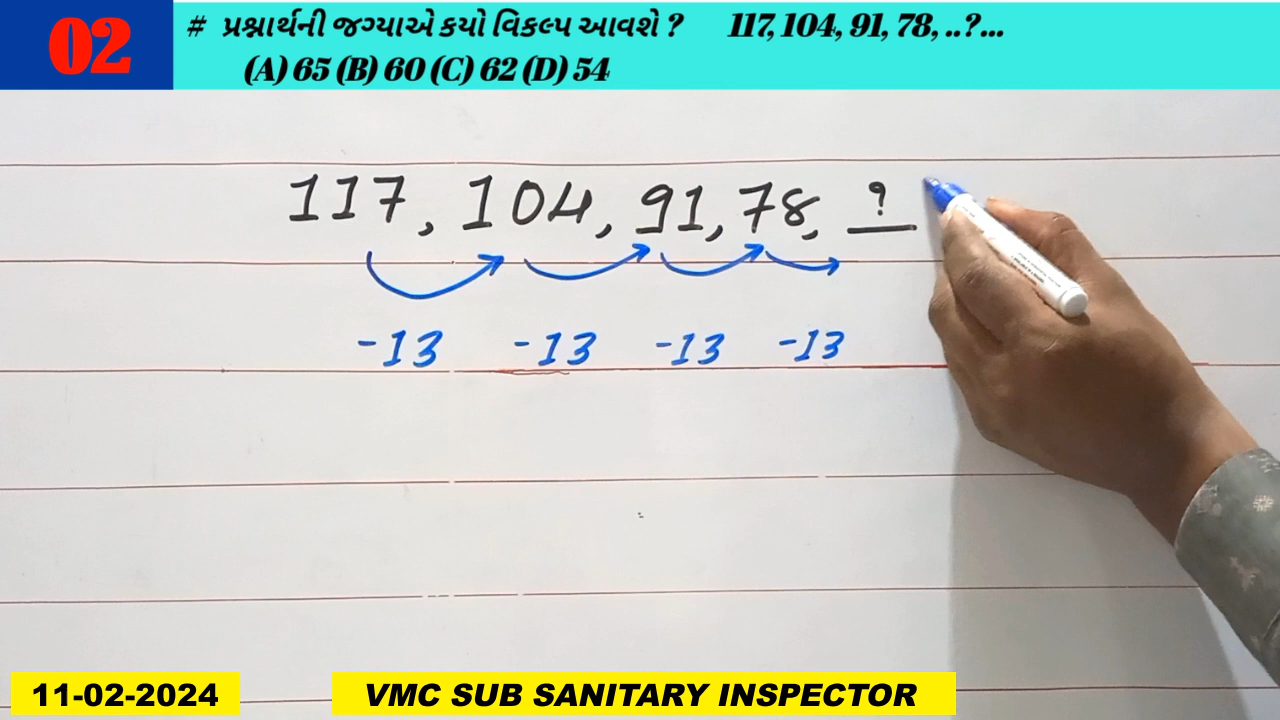 02
# પ્રશ્નાર્થની જગ્યાએ કયો વિકલ્પ આવશે ? 117, 104, 91, 78, ..?...
(A) 65 (B) 60 (C) 62 (D) 54
117, 104, 91, 78, ?
-13 -13 -13 -13
11-02-2024
VMC SUB SANITARY INSPECTOR